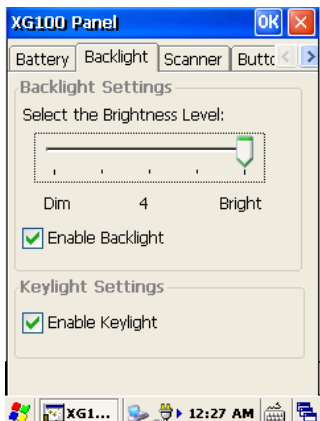 XG100 Panel OK
Battery Backlight Scanner
Backlight Settings
Select the Brightness Level:
Dim 4 Bright
Enable Backlight
Keylight Settings
Enable Keylight
XG1... 12:27 AM